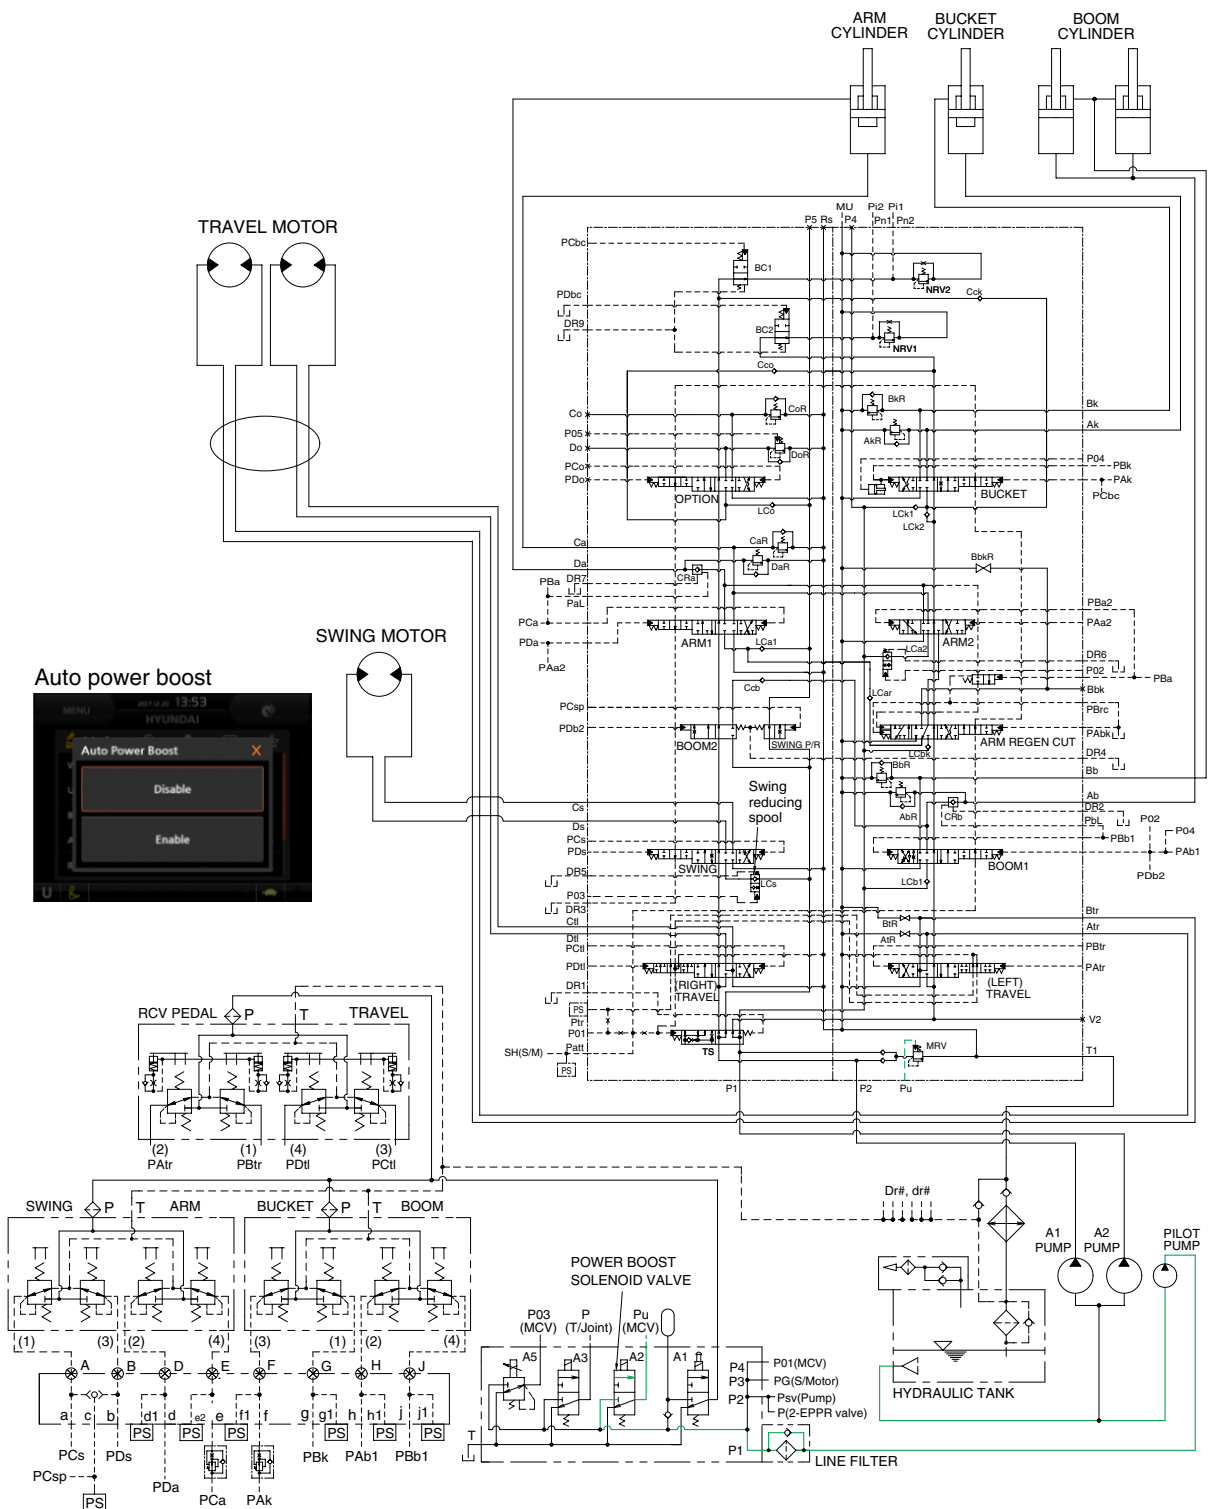 ARM
CYLINDER
BUCKET
CYLINDER
BOOM
CYLINDER
TRAVEL MOTOR
MU Pi2 Pi1
P5 Rs P4 Pn1 Pn2
PCbc
BC1
NRV2
Cck
PDbc
DR9
BC2
NRV1
Cco
BkR
Bk
Co
CoR
AkR
Ak
P05
Do
DoR
P04
PBk
PCo
PAk
PDo
OPTION
BUCKET
PCbc
LCo
LCk1
LCk2
Ca
CaR
Da
DaR
BbkR
CRa
PBa
DR7
PaL
PBa2
PCa
PAa2
PDa
ARM1
LCa1
ARM2
PAa2
LCa2
DR6
P02
PBa
Ccb
LCar
Bbk
PCsp
PBrc
PDb2
PAbk
BOOM2
SWING P/R
ARM REGEN CUT
LCbk
DR4
BbR
Bb
SWING MOTOR
Auto power boost
MENU
2017.12.20 13:53
HYUNDAI
Auto Power Boost X
Disable
Enable
U
Swing
reducing
spool
Cs
AbR
CRb
Ab
DR2
PbL
P02
Ds
PCs
PBb1
P04
PDs
PAb1
SWING
BOOM1
PDb2
DR5
LCs
LCb1
P03
DR3
Ctl
BtR
Btr
Atr
Dtl
AtR
PCtl
PBtr
PDtl
PAtr
(RIGHT)
TRAVEL
(LEFT)
TRAVEL
DR1
PS
Ptr
P01
V2
Patt
SH(S/M)
TS
MRV
T1
PS
P1
P2
Pu
RCV PEDAL P T TRAVEL
(2) (1) (4) (3)
PAtr PBtr PDtl PCtl
SWING P T ARM
BUCKET P T BOOM
(1) (3) (2) (4) (3) (1) (2) (4)
A B D E F G H J
a c b d1 d e2 e f1 f g g1 h h1 j j1
PS PS PS PS PS PS
PCs PDs PBk PAb1 PBb1
PCsp
PDa
PS
PCa PAk
POWER BOOST
SOLENOID VALVE
P03
(MCV)
P
(T/Joint)
Pu
(MCV)
A5 A3 A2 A1
P4
P01(MCV)
P3
PG(S/Motor)
P2
Psv(Pump)
P(2-EPPR valve)
T
P1
LINE FILTER
Dr#, dr#
A1
PUMP
A2
PUMP
PILOT
PUMP
HYDRAULIC TANK